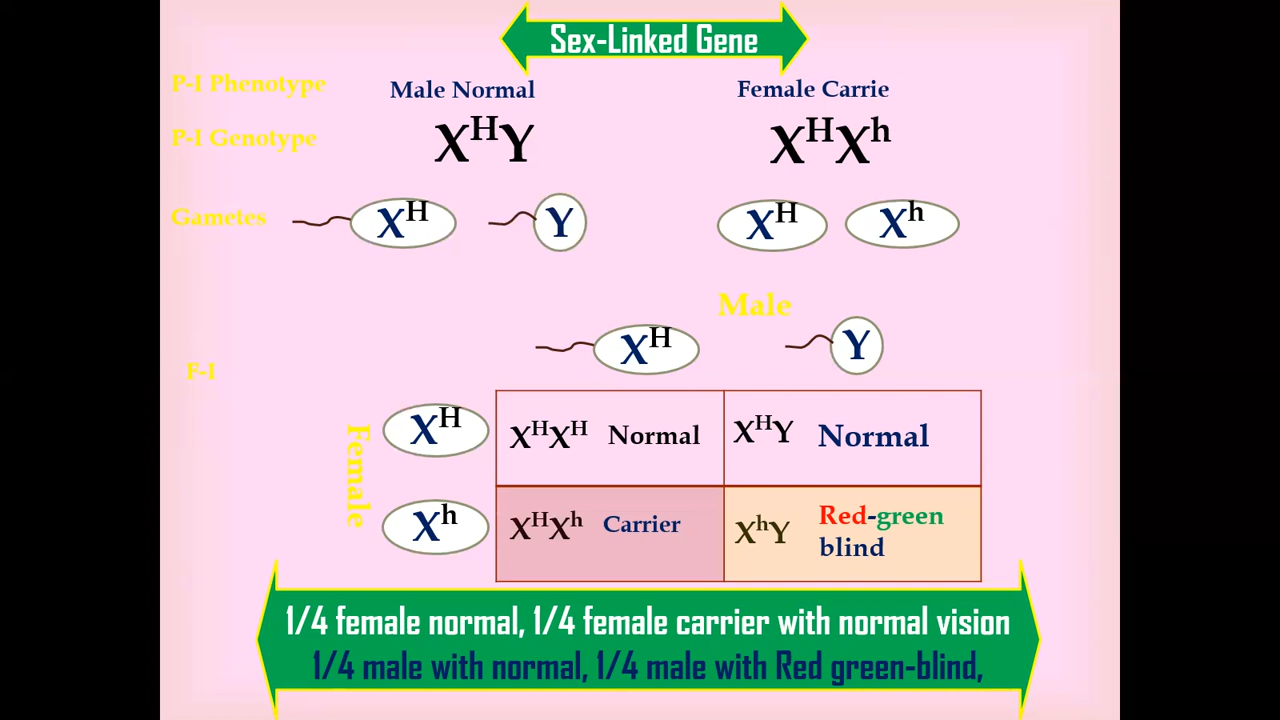 Sex-Linked Gene
P-I Phenotype Male Normal Female Carrie
P-I Genotype XᴴY XᴴXʰ
Gametes Xᴴ Y Xᴴ Xʰ
Male
Xᴴ Y
F-I
Female
Xᴴ XᴴXᴴ Normal XᴴY Normal
Xʰ XᴴXʰ Carrier XʰY Red-green
blind
1/4 female normal, 1/4 female carrier with normal vision
1/4 male with normal, 1/4 male with Red green-blind,